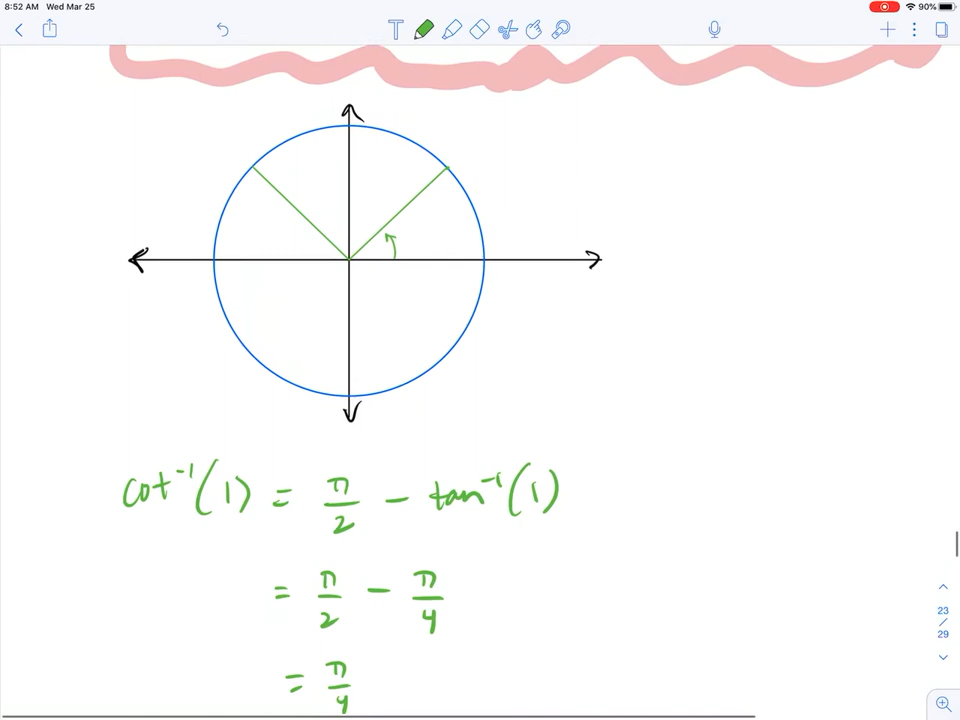 8:52 AM Wed Mar 25
90%
T
cot⁻¹(1) = π/2 − tan⁻¹(1)
= π/2 − π/4
= π/4
23
/
29